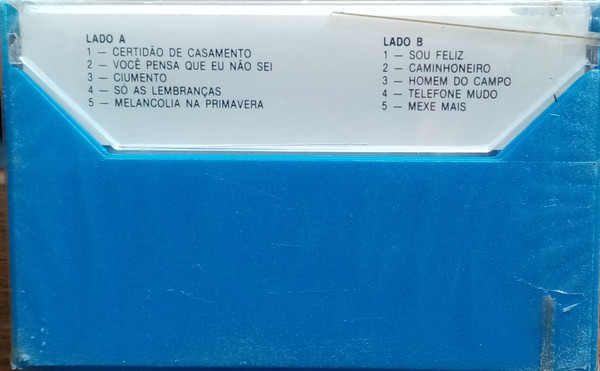 LADO A
1 — CERTIDÃO DE CASAMENTO
2 — VOCÊ PENSA QUE EU NÃO SEI
3 — CIUMENTO
4 — SÓ AS LEMBRANÇAS
5 — MELANCOLIA NA PRIMAVERA
LADO B
1 — SOU FELIZ
2 — CAMINHONEIRO
3 — HOMEM DO CAMPO
4 — TELEFONE MUDO
5 — MEXE MAIS